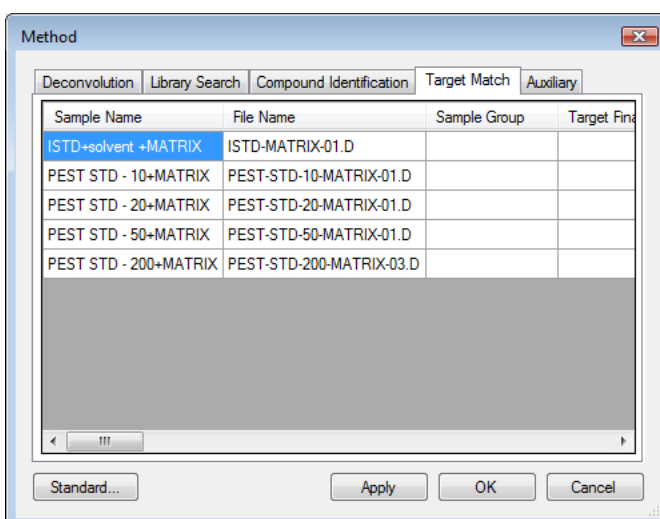 Method
Deconvolution Library Search Compound Identification Target Match Auxiliary
Sample Name File Name Sample Group Target Fina
ISTD+solvent +MATRIX ISTD-MATRIX-01.D
PEST STD - 10+MATRIX PEST-STD-10-MATRIX-01.D
PEST STD - 20+MATRIX PEST-STD-20-MATRIX-01.D
PEST STD - 50+MATRIX PEST-STD-50-MATRIX-01.D
PEST STD - 200+MATRIX PEST-STD-200-MATRIX-03.D
Standard... Apply OK Cancel